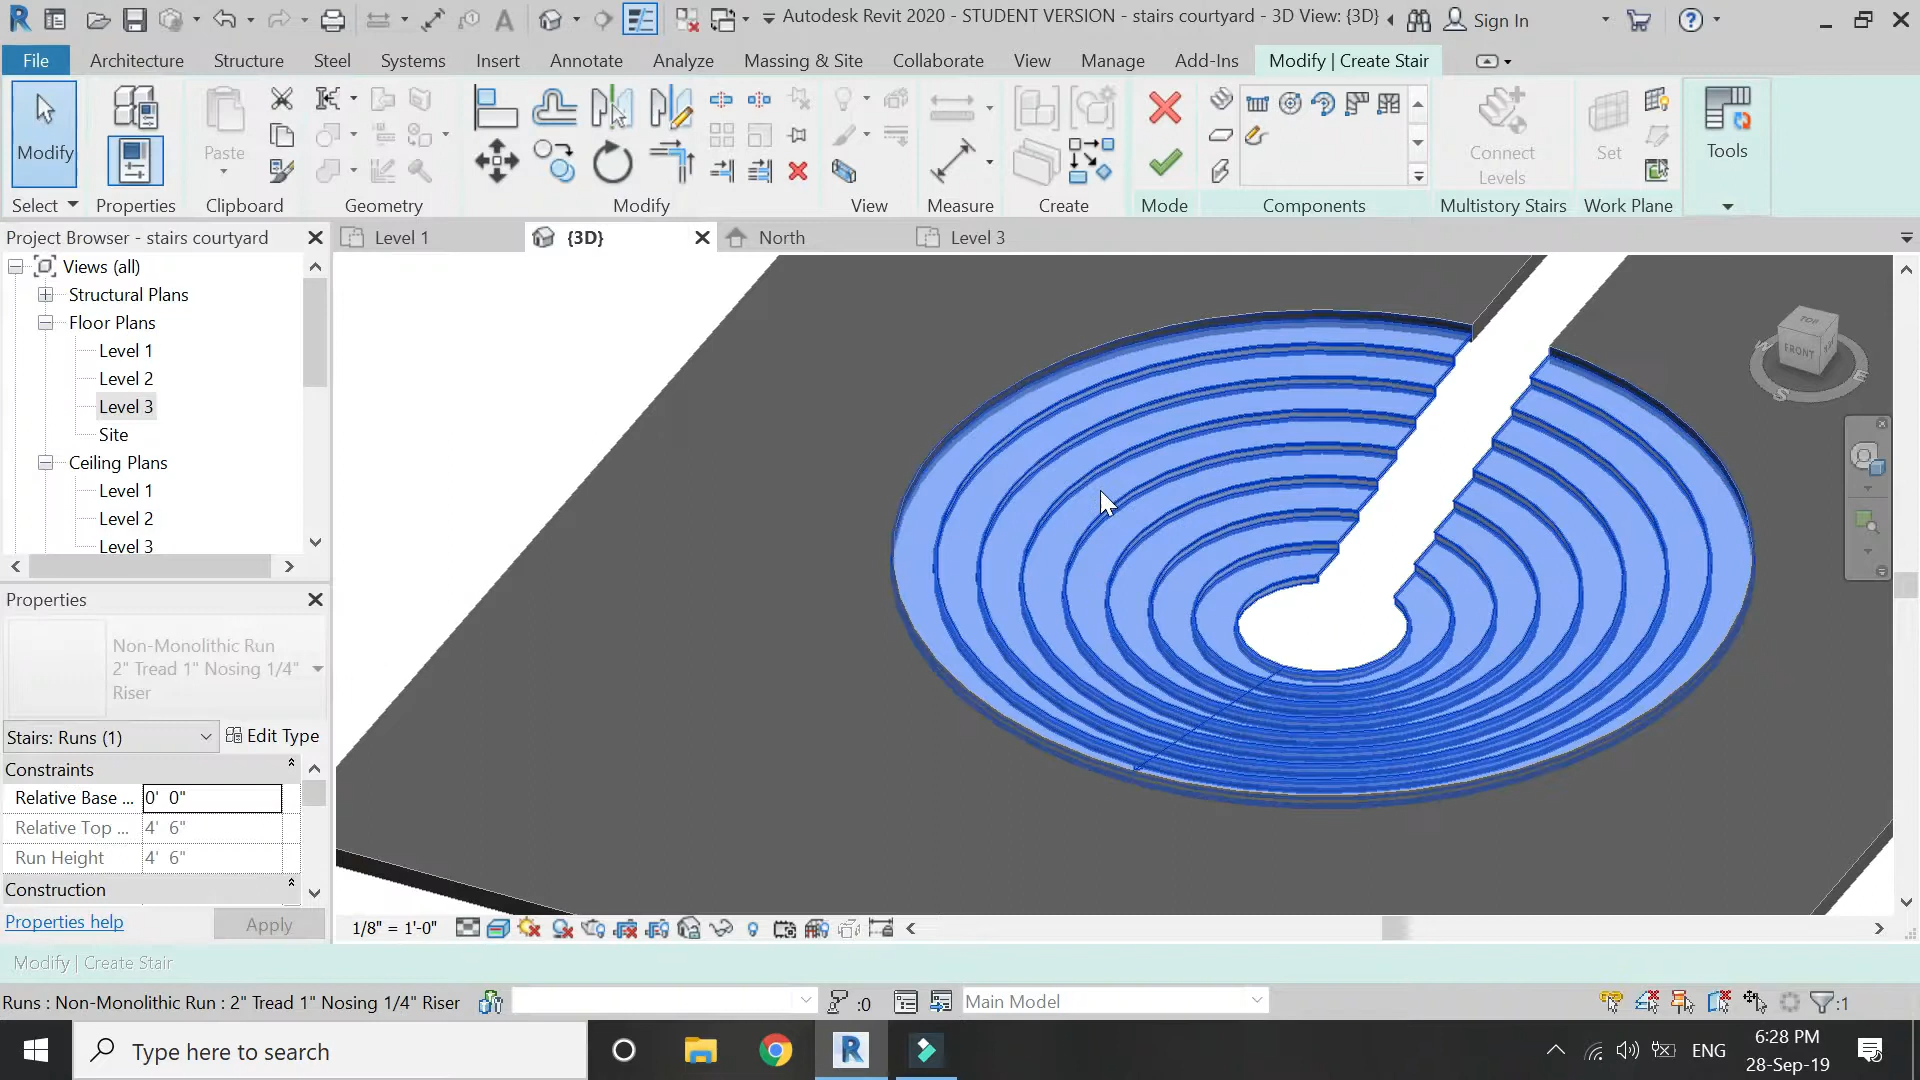 Autodesk Revit 2020 - STUDENT VERSION - stairs courtyard - 3D View: {3D}
Sign In
File
Architecture
Structure
Steel
Systems
Insert
Annotate
Analyze
Massing & Site
Collaborate
View
Manage
Add-Ins
Modify | Create Stair
Modify
Paste
Connect
Levels
Set
Tools
Select
Properties
Clipboard
Geometry
Modify
View
Measure
Create
Mode
Components
Multistory Stairs
Work Plane
Project Browser - stairs courtyard
Level 1
{3D}
North
Level 3
Views (all)
Structural Plans
Floor Plans
Level 1
Level 2
Level 3
Site
Ceiling Plans
Level 1
Level 2
Level 3
TOP
FRONT
W
S
E
Properties
Non-Monolithic Run
2" Tread 1" Nosing 1/4"
Riser
Stairs: Runs (1)
Edit Type
Constraints
Relative Base ...
0'  0"
Relative Top ...
4'  6"
Run Height
4'  6"
Construction
Properties help
Apply
1/8" = 1'-0"
Modify | Create Stair
Runs : Non-Monolithic Run : 2" Tread 1" Nosing 1/4" Riser
:0
Main Model
:1
Type here to search
ENG
6:28 PM
28-Sep-19